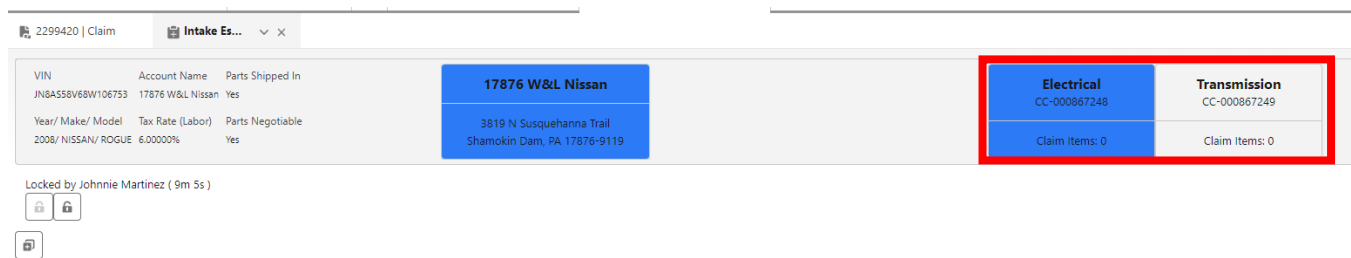 2299420 | Claim
Intake Es...
VIN
Account Name
Parts Shipped In
JN8AS58V68W106753
17876 W&L Nissan
Yes
Year/ Make/ Model
Tax Rate (Labor)
Parts Negotiable
2008/ NISSAN/ ROGUE
6.00000%
Yes
17876 W&L Nissan
3819 N Susquehanna Trail
Shamokin Dam, PA 17876-9119
Electrical
CC-000867248
Claim Items: 0
Transmission
CC-000867249
Claim Items: 0
Locked by Johnnie Martinez ( 9m 5s )